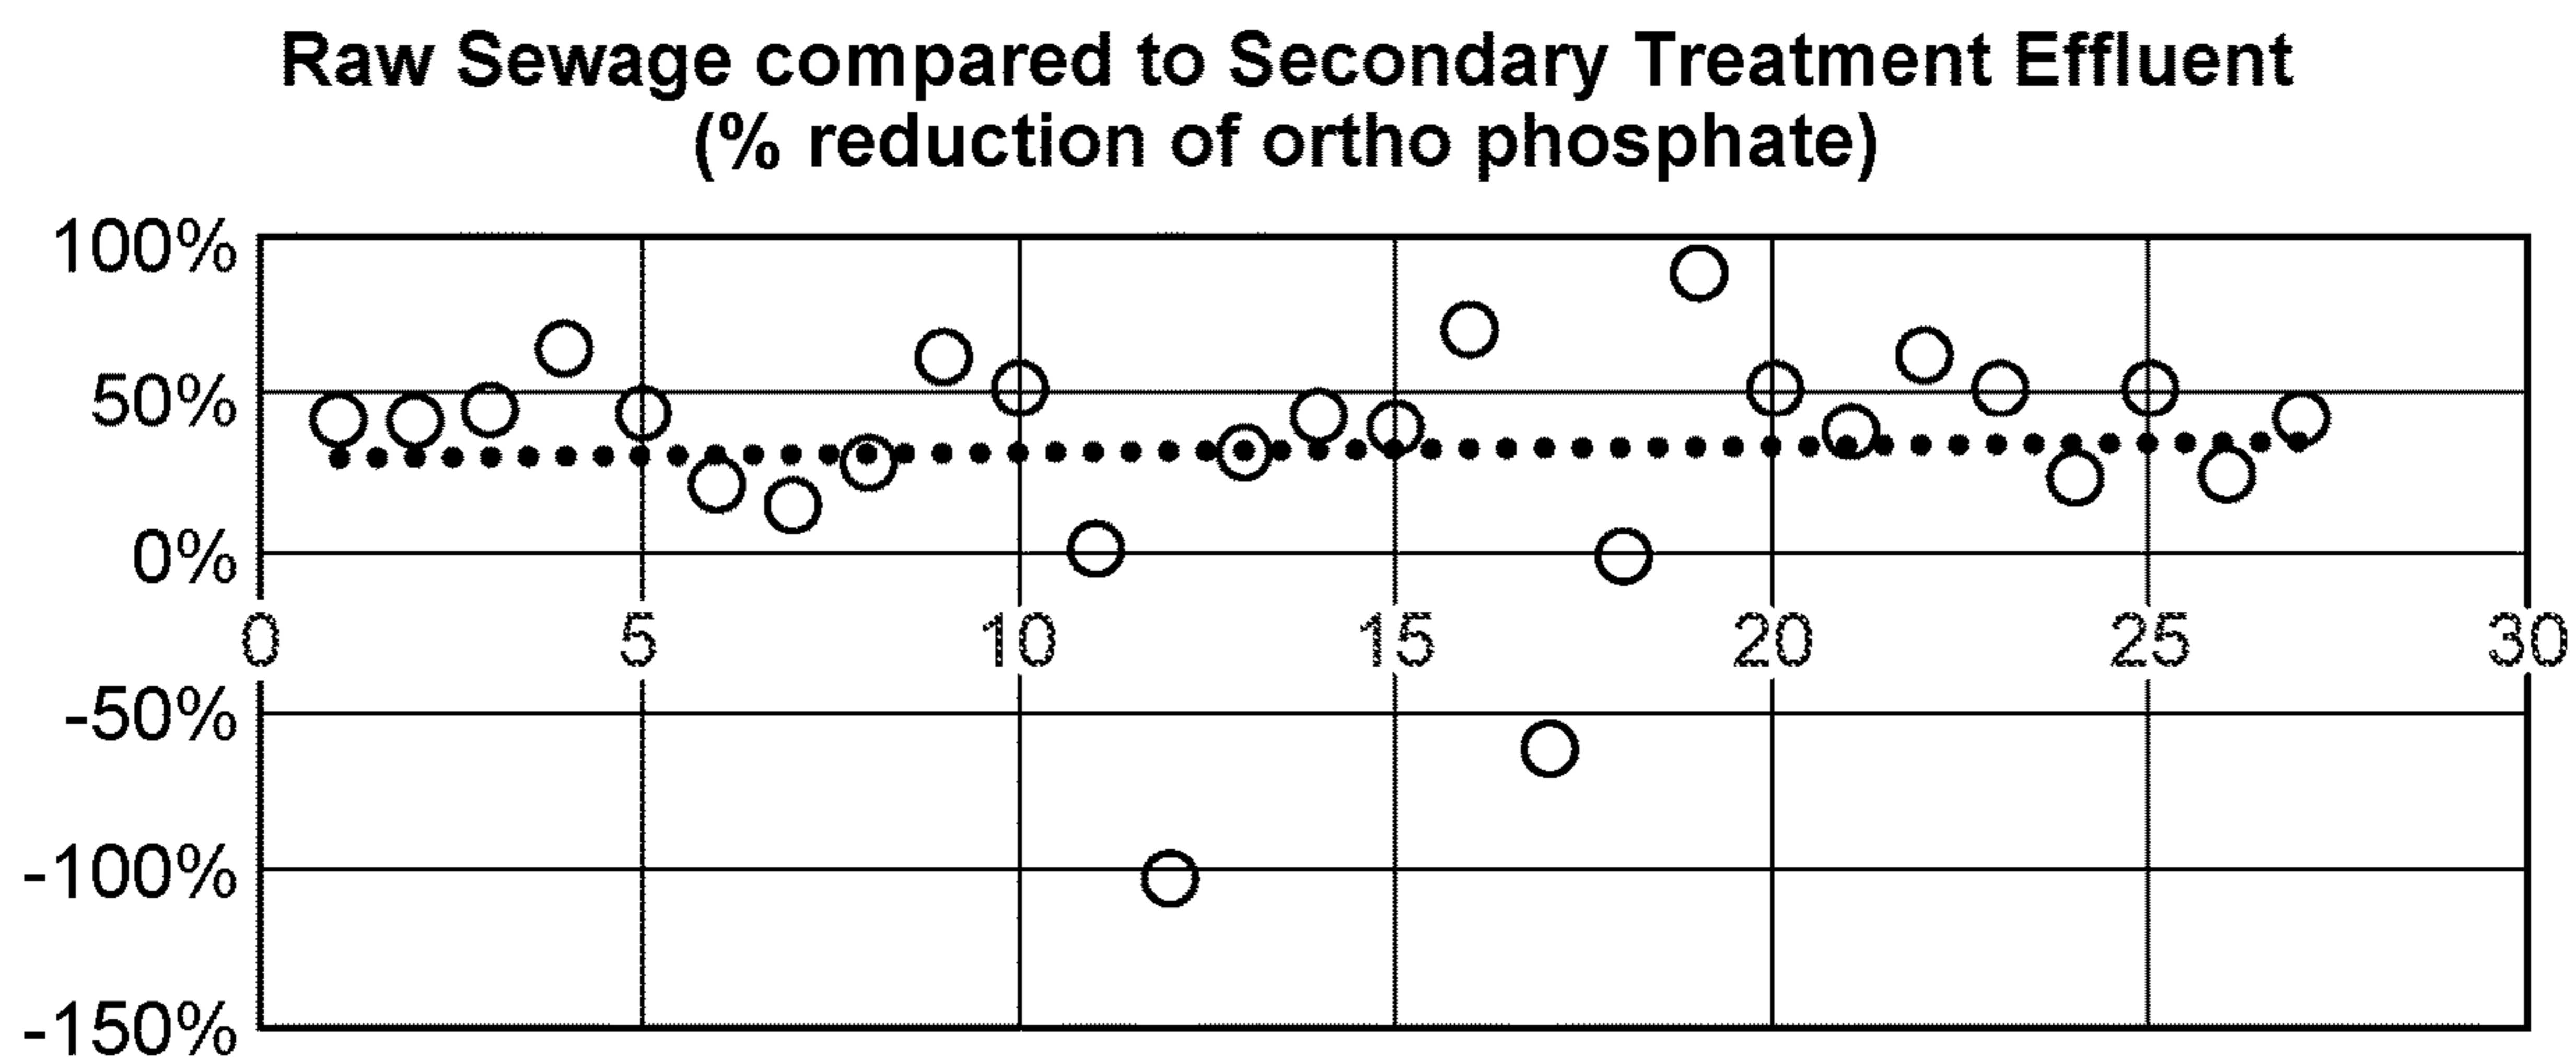 Raw Sewage compared to Secondary Treatment Effluent
(% reduction of ortho phosphate)
100%
50%
0%
0 5 10 15 20 25 30
-50%
-100%
-150%